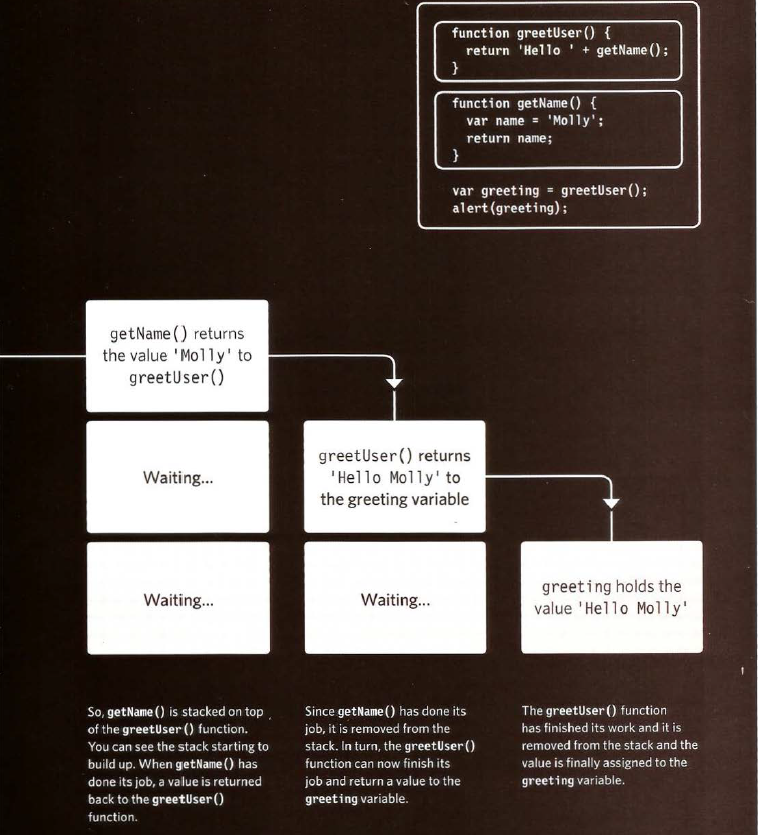 function greetUser() {
return 'Hello ' + getName();
}
function getName() {
var name = 'Molly';
return name;
}
var greeting = greetUser();
alert(greeting);
getName() returns
the value 'Molly' to
greetUser()
Waiting...
Waiting...
greetUser() returns
'Hello Molly' to
the greeting variable
Waiting...
greeting holds the
value 'Hello Molly'
So, getName() is stacked on top
of the greetUser() function.
You can see the stack starting to
build up. When getName() has
done its job, a value is returned
back to the greetUser()
function.
Since getName() has done its
job, it is removed from the
stack. In turn, the greetUser()
function can now finish its
job and return a value to the
greeting variable.
The greetUser() function
has finished its work and it is
removed from the stack and the
value is finally assigned to the
greeting variable.